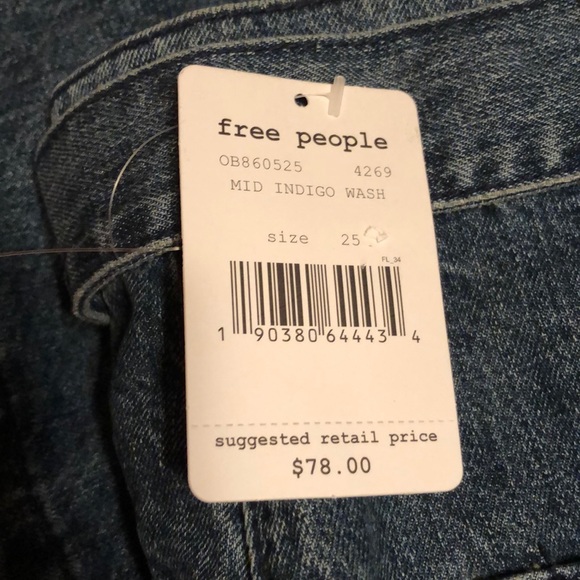 free people
OB860525 4269
MID INDIGO WASH
size 25
FL_34
1 90380 64443 4
suggested retail price
$78.00